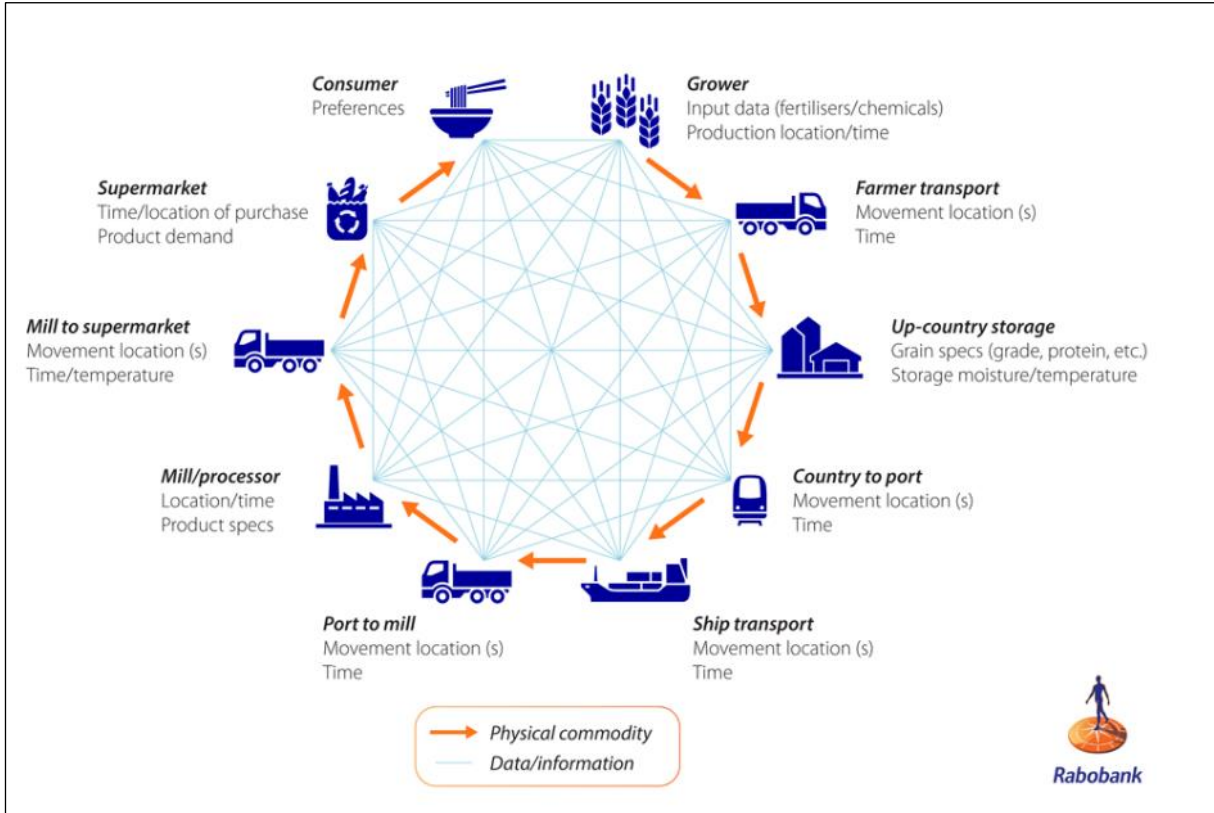 Consumer
Preferences
Grower
Input data (fertilisers/chemicals)
Production location/time
Supermarket
Time/location of purchase
Product demand
Farmer transport
Movement location (s)
Time
Mill to supermarket
Movement location (s)
Time/temperature
Up-country storage
Grain specs (grade, protein, etc.)
Storage moisture/temperature
Mill/processor
Location/time
Product specs
Country to port
Movement location (s)
Time
Port to mill
Movement location (s)
Time
Ship transport
Movement location (s)
Time
Physical commodity
Data/information
Rabobank